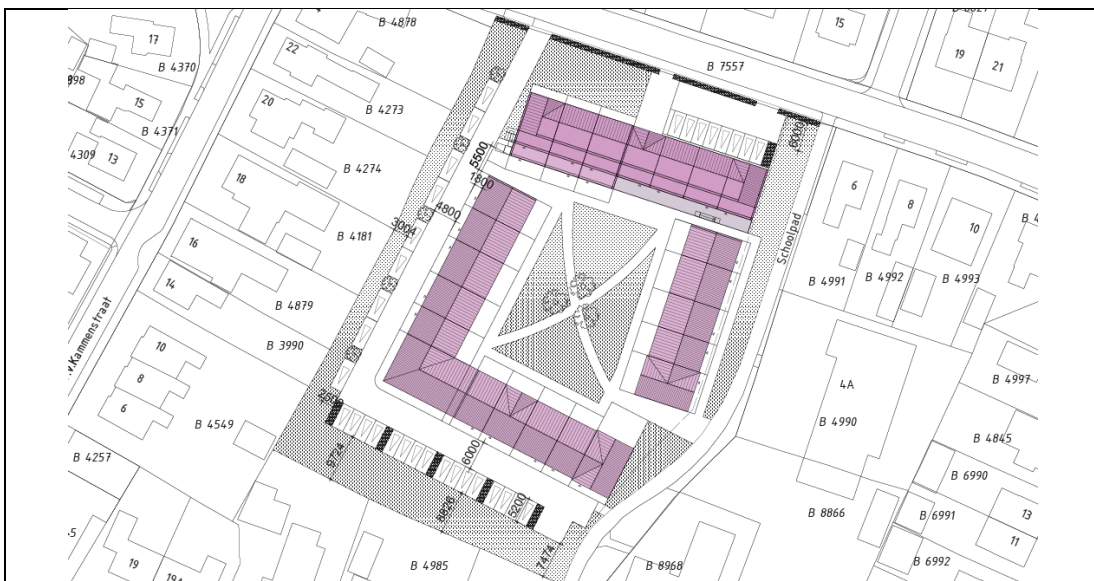 B 4878
15
17
B 4370
22
B 7557
19
21
20
B 4273
15
B 4371
6000
4309
13
B 4274
5500
18
1800
6
8
4800
10
3004
Schoolpad
B 4181
16
B 4991
B 4992
B 4993
14
B 4879
B 3990
10
8
6
v.Kammenstraat
4A
B 4997
2500
B 4549
B 4990
B 4845
B 4257
9724
6000
B 6990
8826
5200
B 8866
B 6991
13
11
7474
19
B 4985
B 8968
B 6992